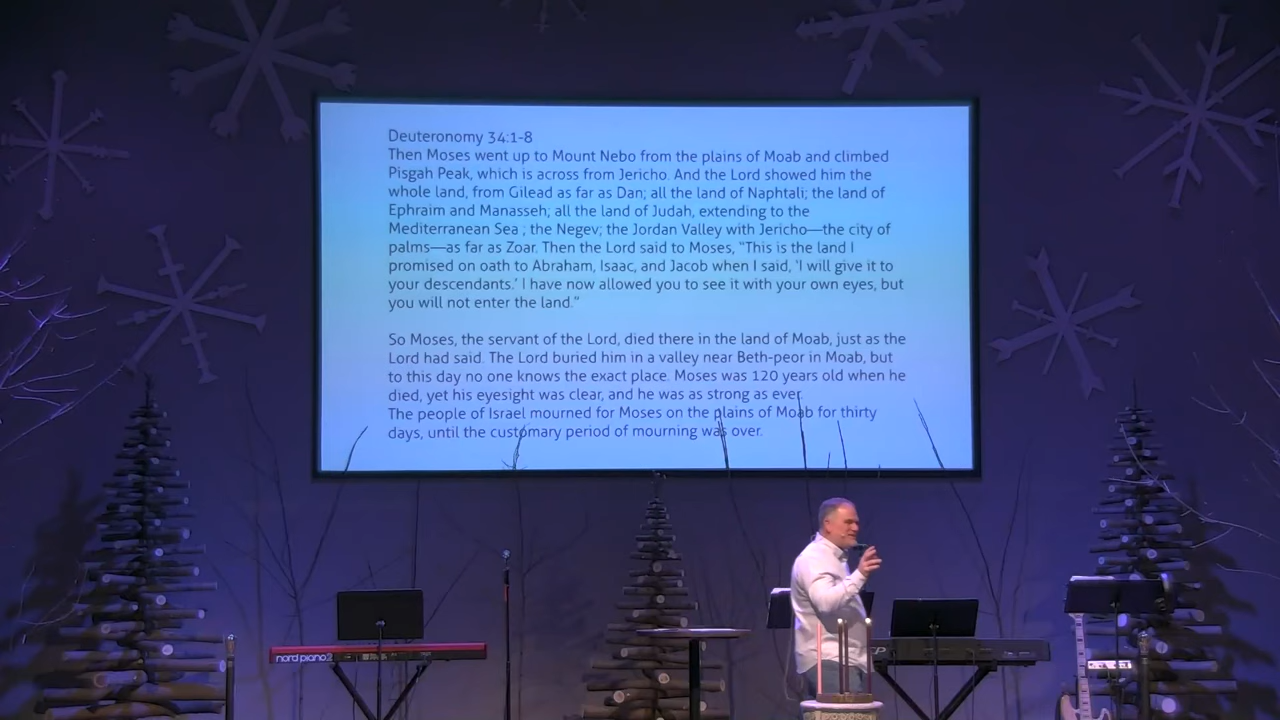 Deuteronomy 34:1-8
Then Moses went up to Mount Nebo from the plains of Moab and climbed
Pisgah Peak, which is across from Jericho. And the Lord showed him the
whole land, from Gilead as far as Dan; all the land of Naphtali; the land of
Ephraim and Manasseh; all the land of Judah, extending to the
Mediterranean Sea ; the Negev; the Jordan Valley with Jericho—the city of
palms—as far as Zoar. Then the Lord said to Moses, “This is the land I
promised on oath to Abraham, Isaac, and Jacob when I said, ‘I will give it to
your descendants.’ I have now allowed you to see it with your own eyes, but
you will not enter the land.”
So Moses, the servant of the Lord, died there in the land of Moab, just as the
Lord had said. The Lord buried him in a valley near Beth-peor in Moab, but
to this day no one knows the exact place. Moses was 120 years old when he
died, yet his eyesight was clear, and he was as strong as ever.
The people of Israel mourned for Moses on the plains of Moab for thirty
days, until the customary period of mourning was over.
nord piano